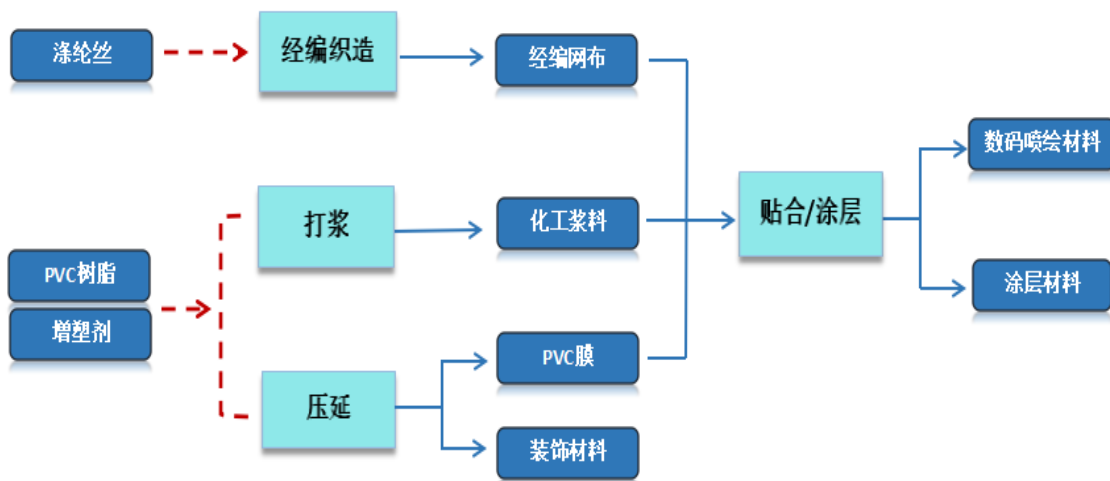 涤纶丝
经编织造
经编网布
数码喷绘材料
打浆
化工浆料
贴合/涂层
PVC树脂
增塑剂
涂层材料
PVC膜
压延
装饰材料